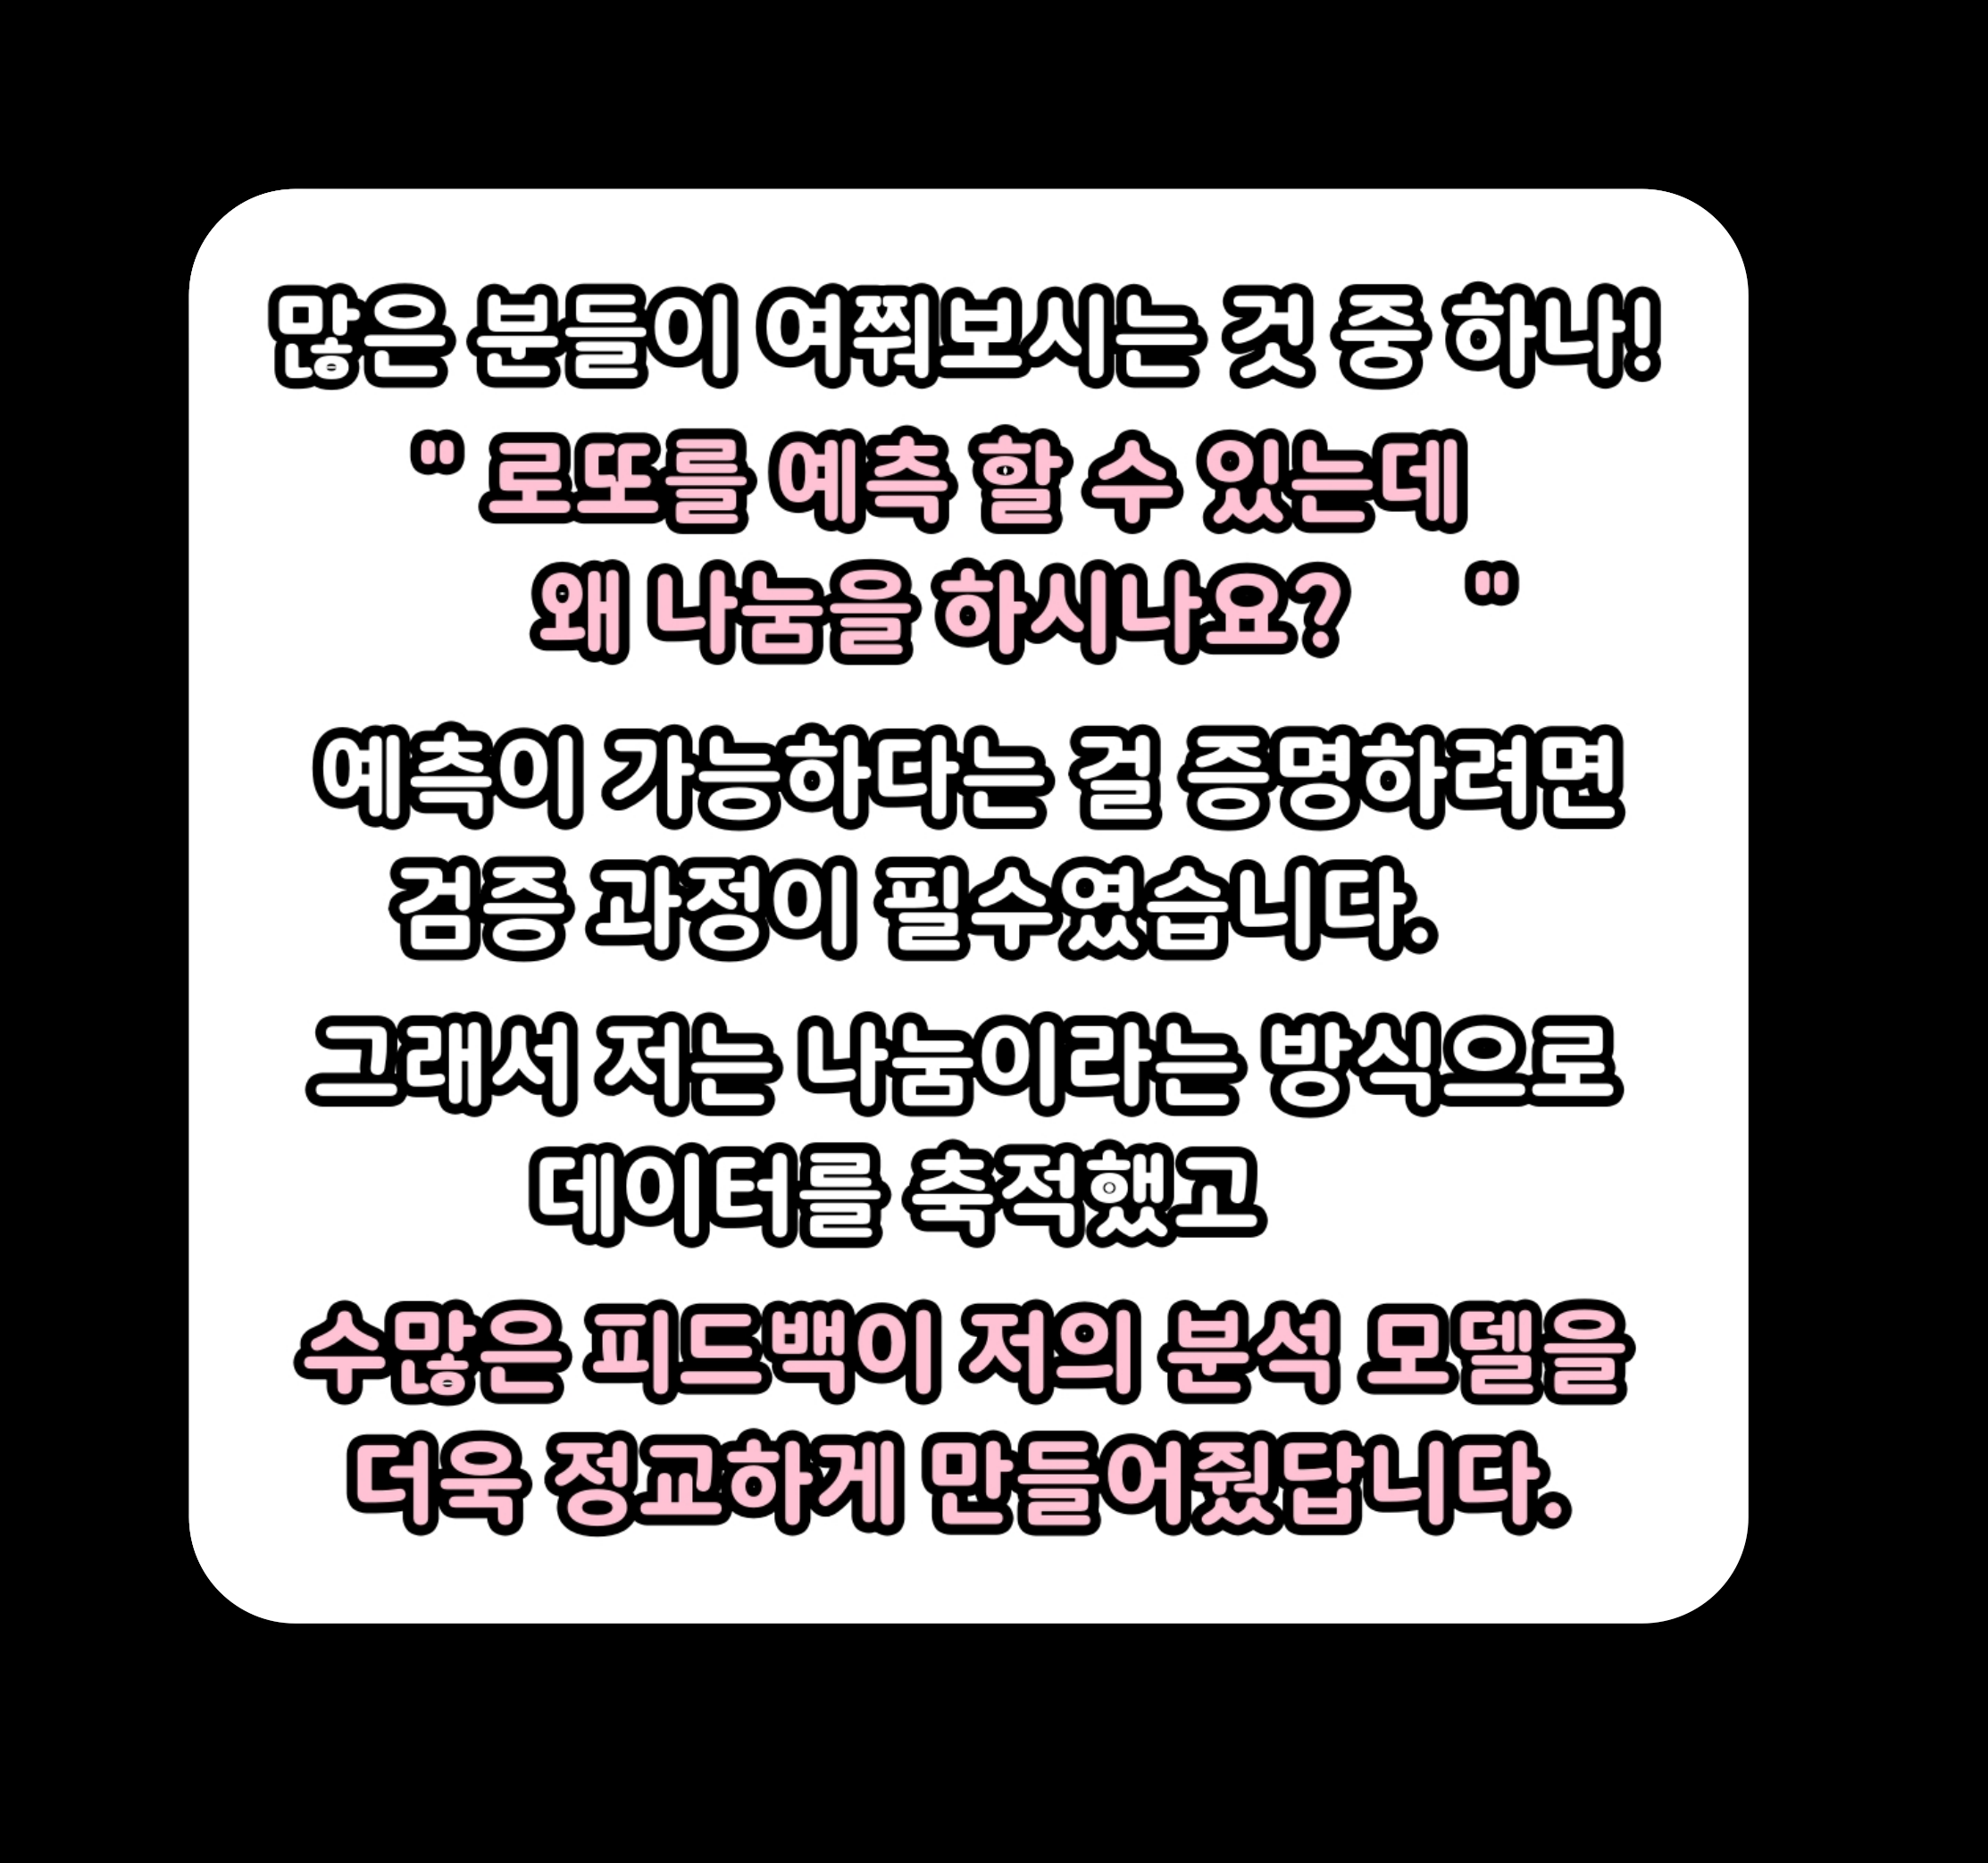 많은 분들이 여쭤보시는 것 중 하나!
" 로또를 예측 할 수 있는데
왜 나눔을 하시나요? "
예측이 가능하다는 걸 증명하려면
검증 과정이 필수였습니다.
그래서 저는 나눔이라는 방식으로
데이터를 축적했고
수많은 피드백이 저의 분석 모델을
더욱 정교하게 만들어줬답니다.